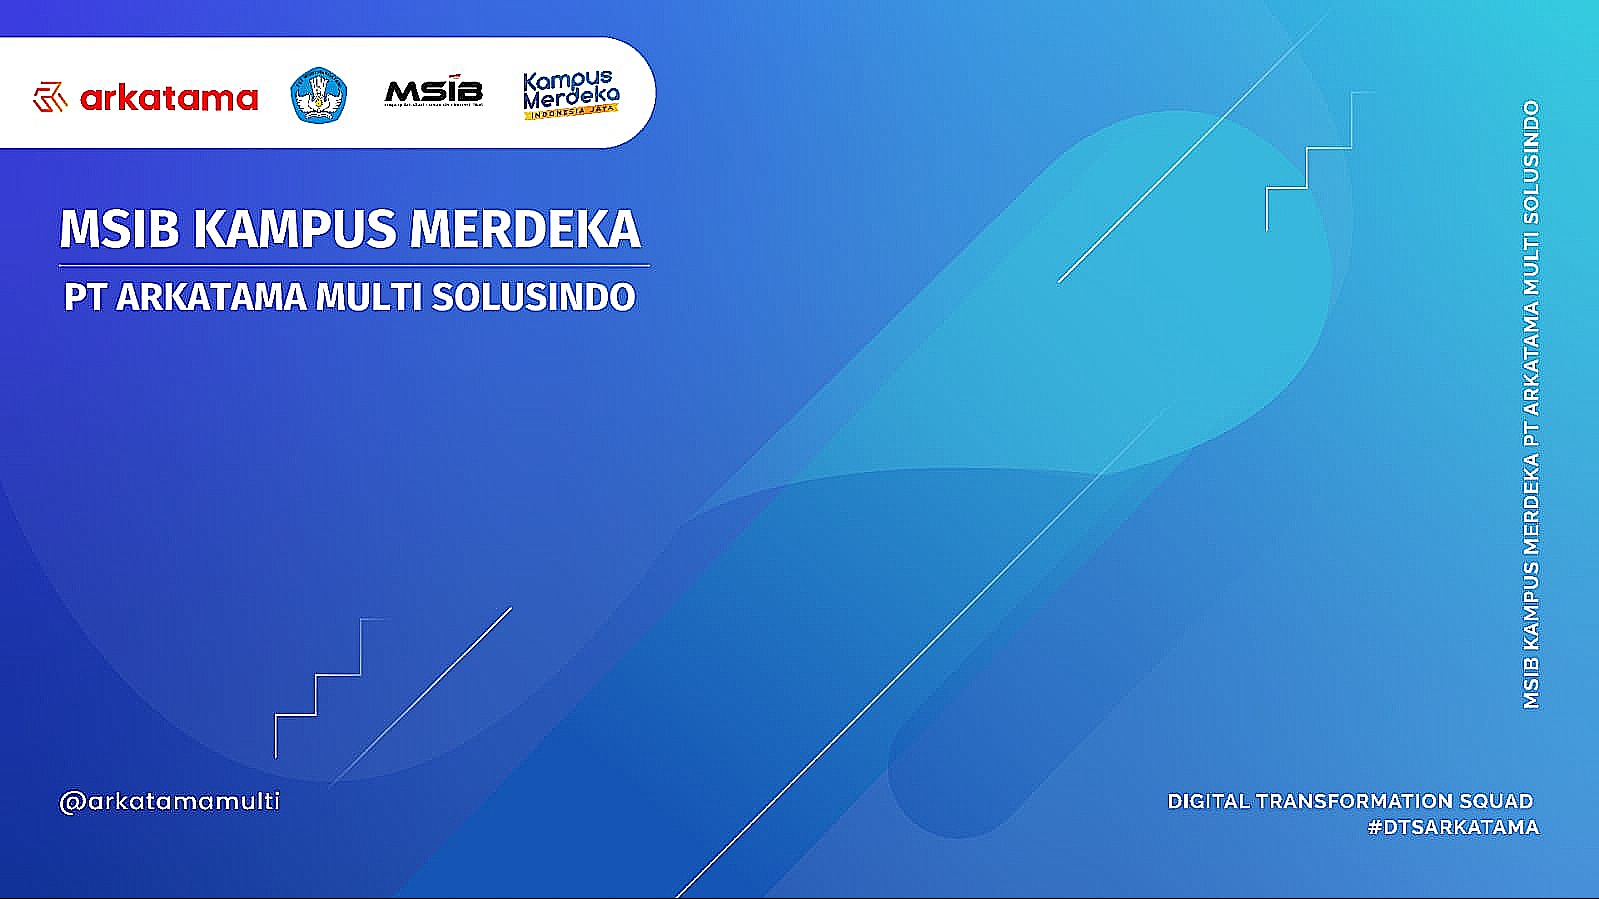 arkatama
MSIB
Kampus
Merdeka
INDONESIA JAYA
MSIB KAMPUS MERDEKA
PT ARKATAMA MULTI SOLUSINDO
MSIB KAMPUS MERDEKA PT ARKATAMA MULTI SOLUSINDO
@arkatamamulti
DIGITAL TRANSFORMATION SQUAD
#DTSARKATAMA